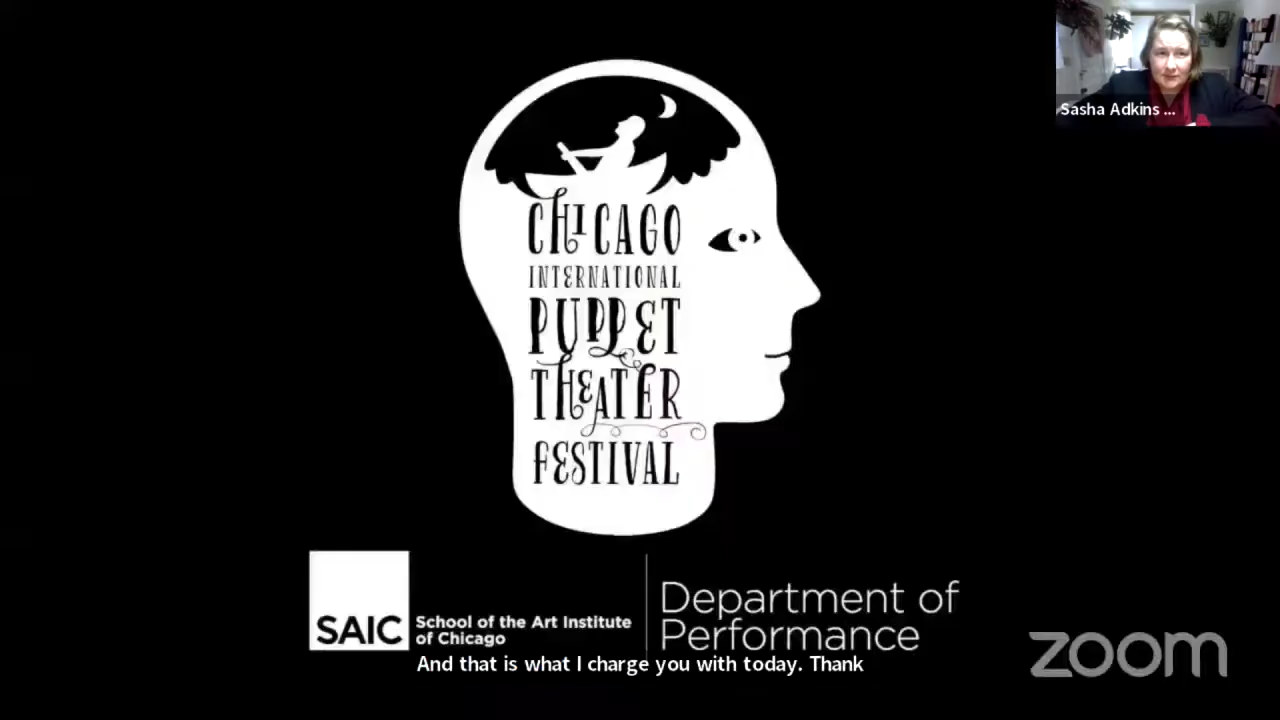 Sasha Adkins ...
CHICAGO
INTERNATIONAL
PUPPET
THEATER
FESTIVAL
SAIC
School of the Art Institute
of Chicago
Department of
Performance
And that is what I charge you with today. Thank
zoom